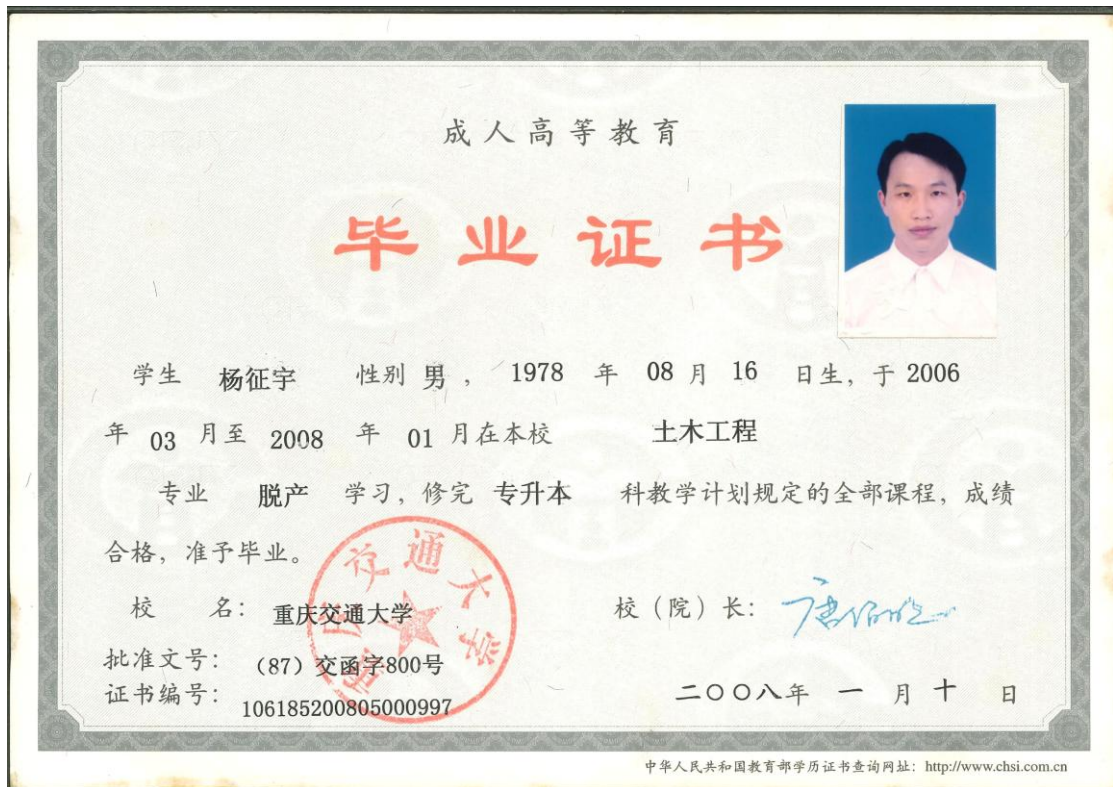 成人高等教育
毕业证书
学生 杨征宇 性别 男 ， 1978 年 08 月 16 日生，于 2006
年 03 月至 2008 年 01 月在本校 土木工程
专业 脱产 学习，修完 专升本 科教学计划规定的全部课程，成绩
合格，准予毕业。
校 名： 重庆交通大学 校（院）长：
批准文号： （87）交函字800号
证书编号： 106185200805000997
二〇〇八年 一 月 十 日
重庆交通大学
中华人民共和国教育部学历证书查询网址：http://www.chsi.com.cn